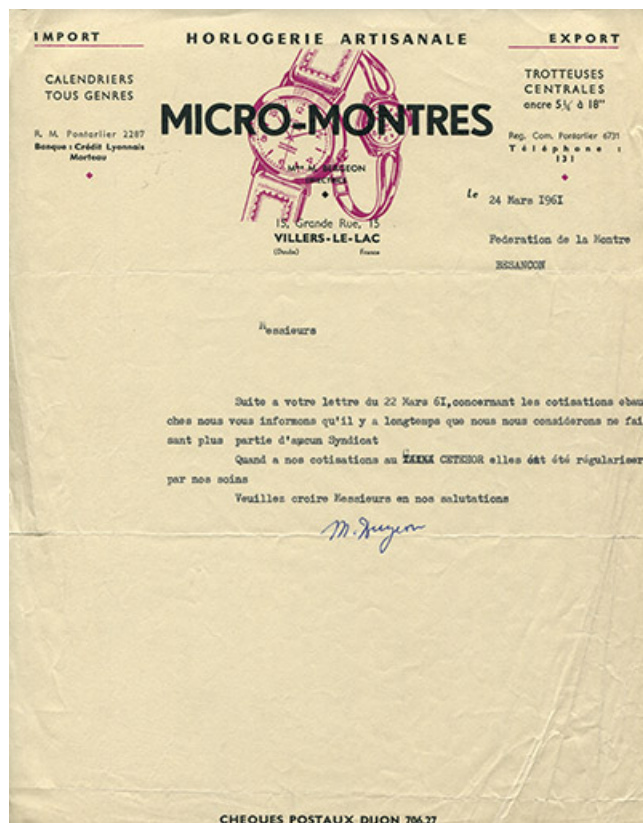 IMPORT
HORLOGERIE ARTISANALE
EXPORT
CALENDRIERS
TOUS GENRES
R. M. Pontarlier 2287
Banque : Crédit Lyonnais
Morteau
MICRO-MONTRES
TROTTEUSES
CENTRALES
ancre 5¼ à 18'''
Reg. Com. Pontarlier 6731
Téléphone :
131
15, Grande Rue, 15
VILLERS-LE-LAC
(Doubs) France
le 24 Mars I96I
Federation de la Montre
BESANCON
Messieurs
Suite a votre lettre du 22 Mars 6I,concernant les cotisations ebau
ches nous vous informons qu'il y a longtemps que nous nous considerons ne fai
sant plus partie d'aucun Syndicat
Quand a nos cotisations au CETEHOR elles ont été régulariser
par nos soins
Veuillez croire Messieurs en nos salutations
CHEQUES POSTAUX DIJON 706.27